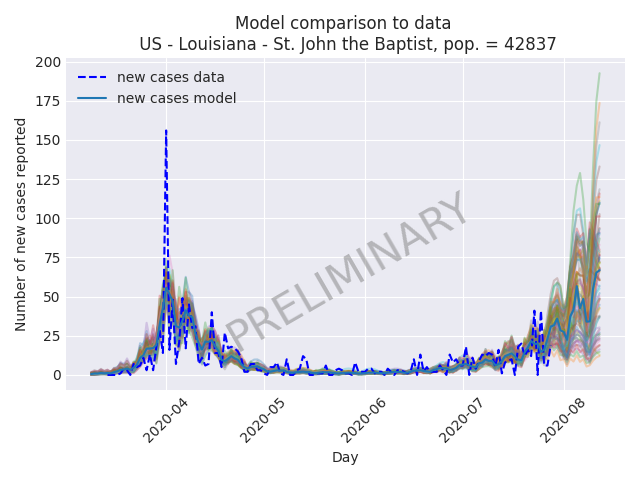 Model comparison to data
US - Louisiana - St. John the Baptist, pop. = 42837
200
175
150
125
100
75
50
25
0
Number of new cases reported
new cases data
new cases model
PRELIMINARY
2020-04
2020-05
2020-06
2020-07
2020-08
Day